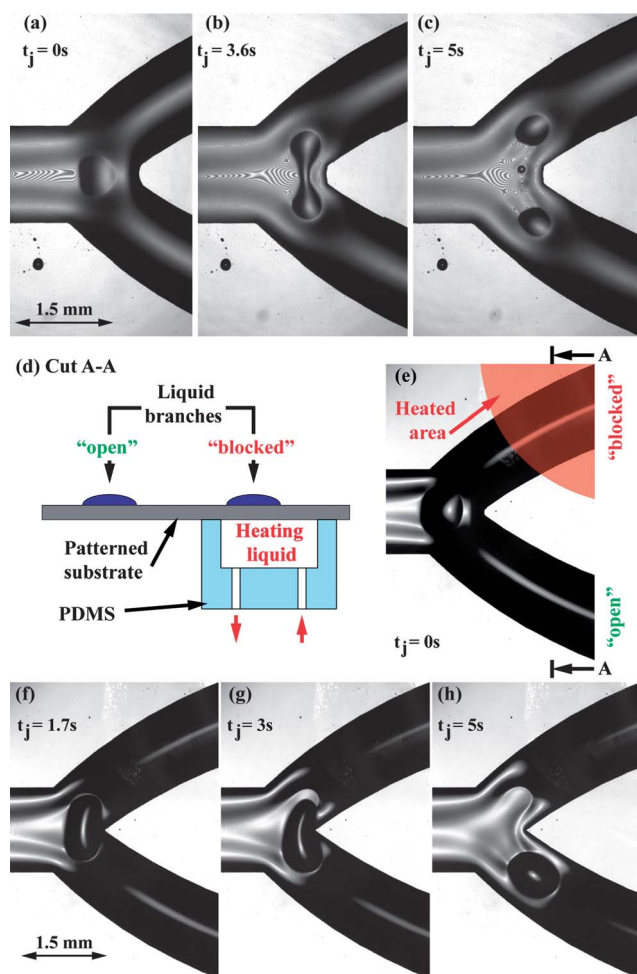 (a)
t_j = 0s
1.5 mm
(b)
t_j = 3.6s
(c)
t_j = 5s
(d) Cut A-A
Liquid
branches
“open”
“blocked”
Heating
liquid
Patterned
substrate
PDMS
A
(e)
Heated
area
“blocked”
“open”
t_j = 0s
A
(f)
t_j = 1.7s
1.5 mm
(g)
t_j = 3s
(h)
t_j = 5s